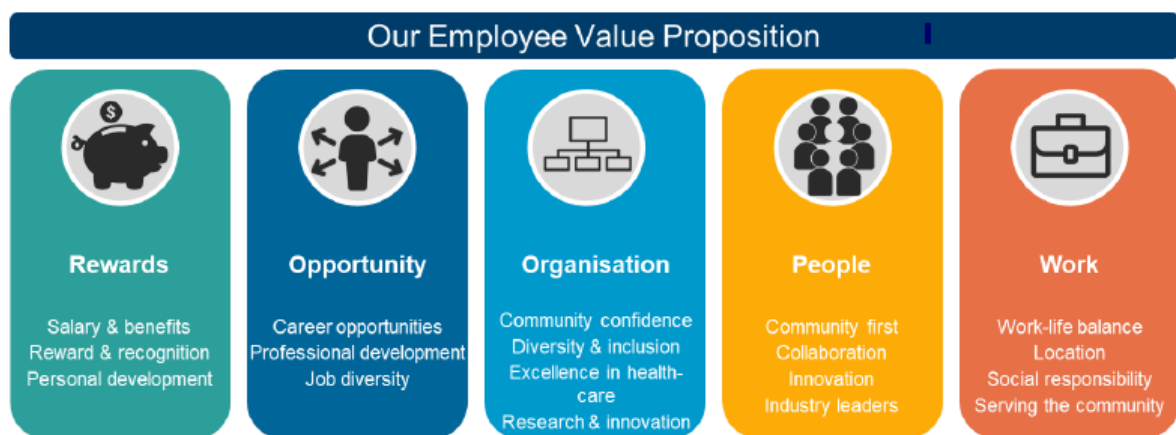 Our Employee Value Proposition
$
Rewards
Salary & benefits
Reward & recognition
Personal development
Opportunity
Career opportunities
Professional development
Job diversity
Organisation
Community confidence
Diversity & inclusion
Excellence in health-
care
Research & innovation
People
Community first
Collaboration
Innovation
Industry leaders
Work
Work-life balance
Location
Social responsibility
Serving the community